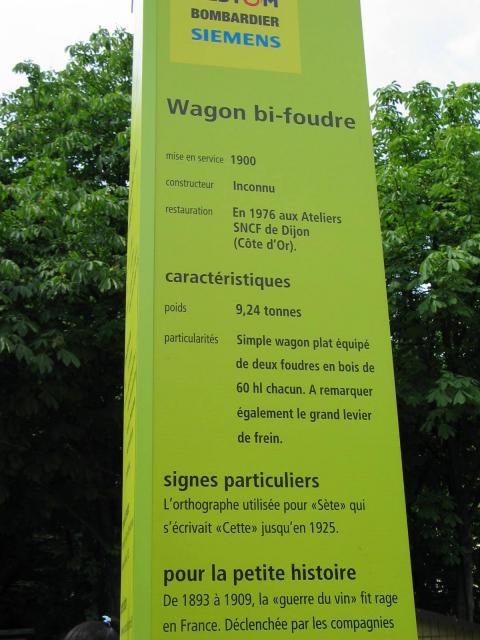 BOMBARDIER
SIEMENS
Wagon bi-foudre
mise en service 1900
constructeur Inconnu
restauration En 1976 aux Ateliers
SNCF de Dijon
(Côte d'Or).
caractéristiques
poids 9,24 tonnes
particularités Simple wagon plat équipé
de deux foudres en bois de
60 hl chacun. A remarquer
également le grand levier
de frein.
signes particuliers
L'orthographe utilisée pour «Sète» qui
s'écrivait «Cette» jusqu'en 1925.
pour la petite histoire
De 1893 à 1909, la «guerre du vin» fit rage
en France. Déclenchée par les compagnies